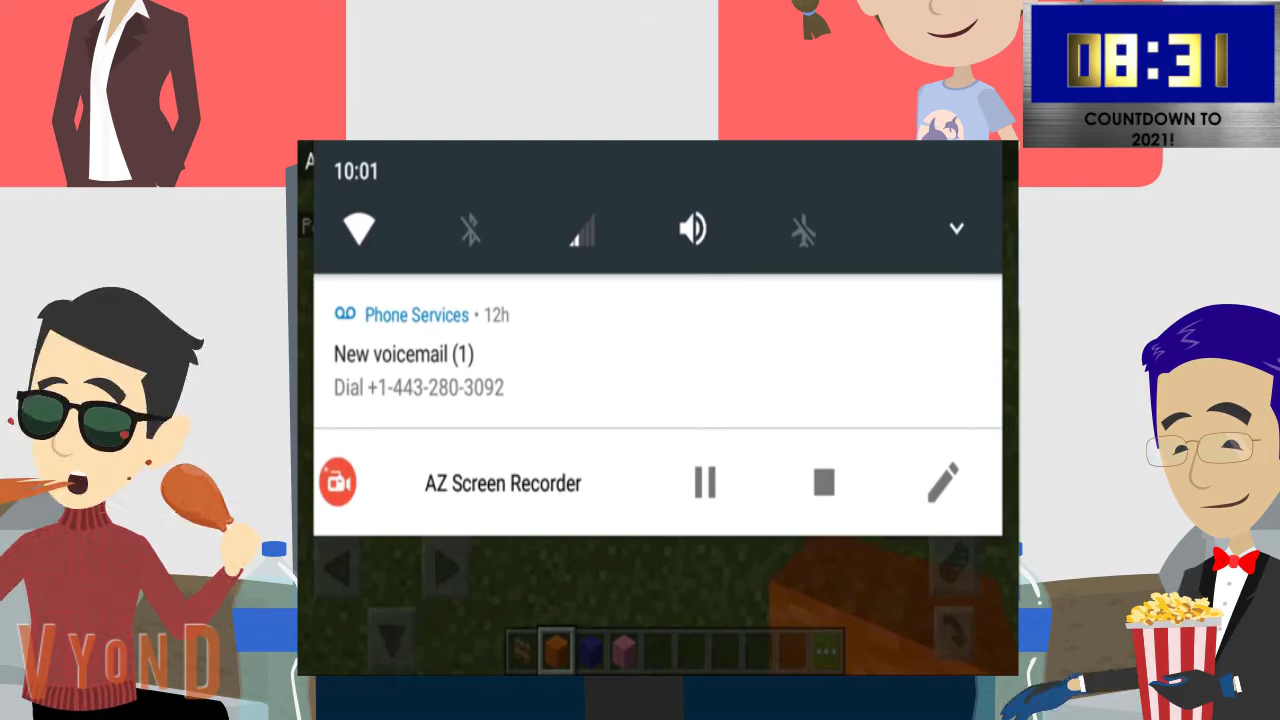 08:31
COUNTDOWN TO
2021!
10:01
Phone Services • 12h
New voicemail (1)
Dial +1-443-280-3092
AZ Screen Recorder
VYOND